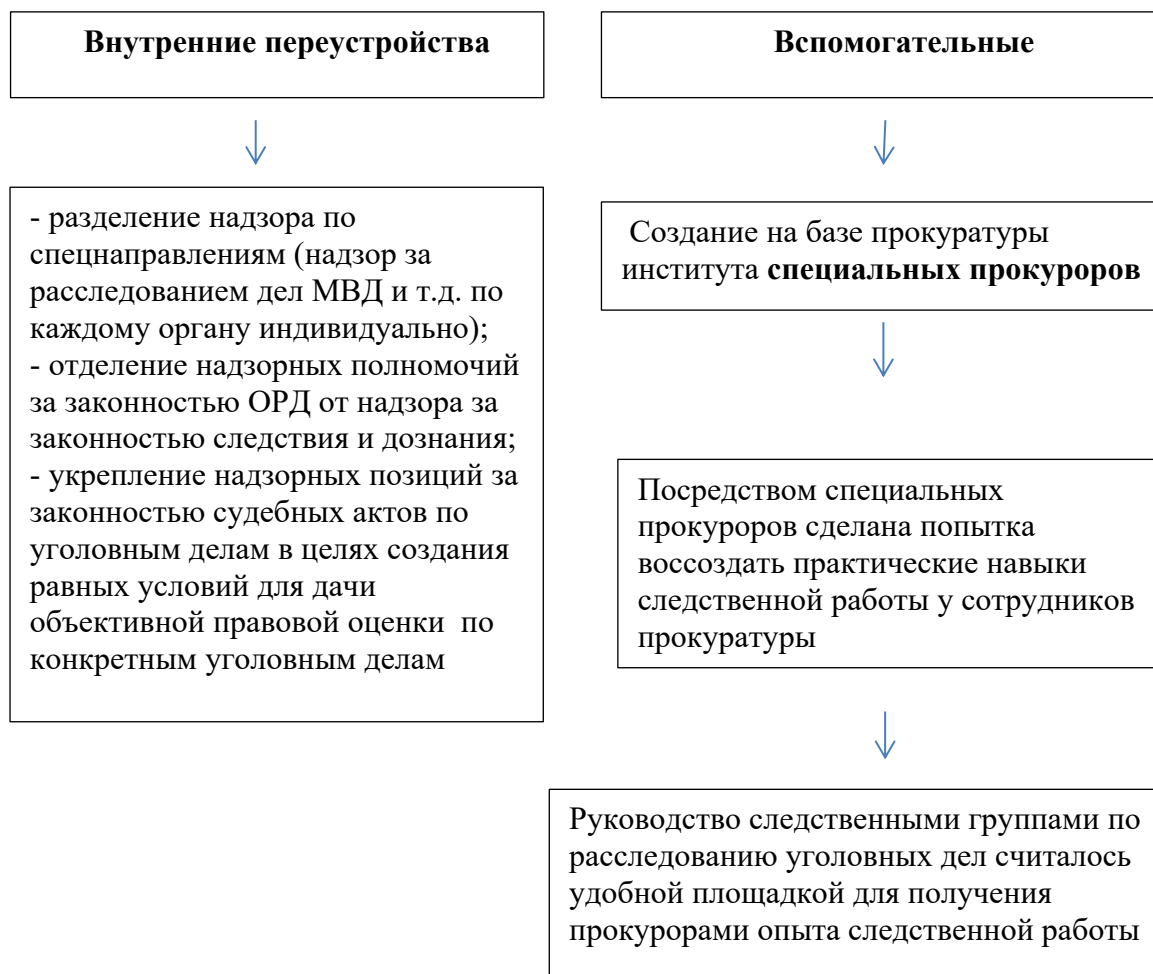 Внутренние переустройства
- разделение надзора по
спецнаправлениям (надзор за
расследованием дел МВД и т.д. по
каждому органу индивидуально);
- отделение надзорных полномочий
за законностью ОРД от надзора за
законностью следствия и дознания;
- укрепление надзорных позиций за
законностью судебных актов по
уголовным делам в целях создания
равных условий для дачи
объективной правовой оценки по
конкретным уголовным делам
Вспомогательные
Создание на базе прокуратуры
института специальных прокуроров
Посредством специальных
прокуроров сделана попытка
воссоздать практические навыки
следственной работы у сотрудников
прокуратуры
Руководство следственными группами по
расследованию уголовных дел считалось
удобной площадкой для получения
прокурорами опыта следственной работы